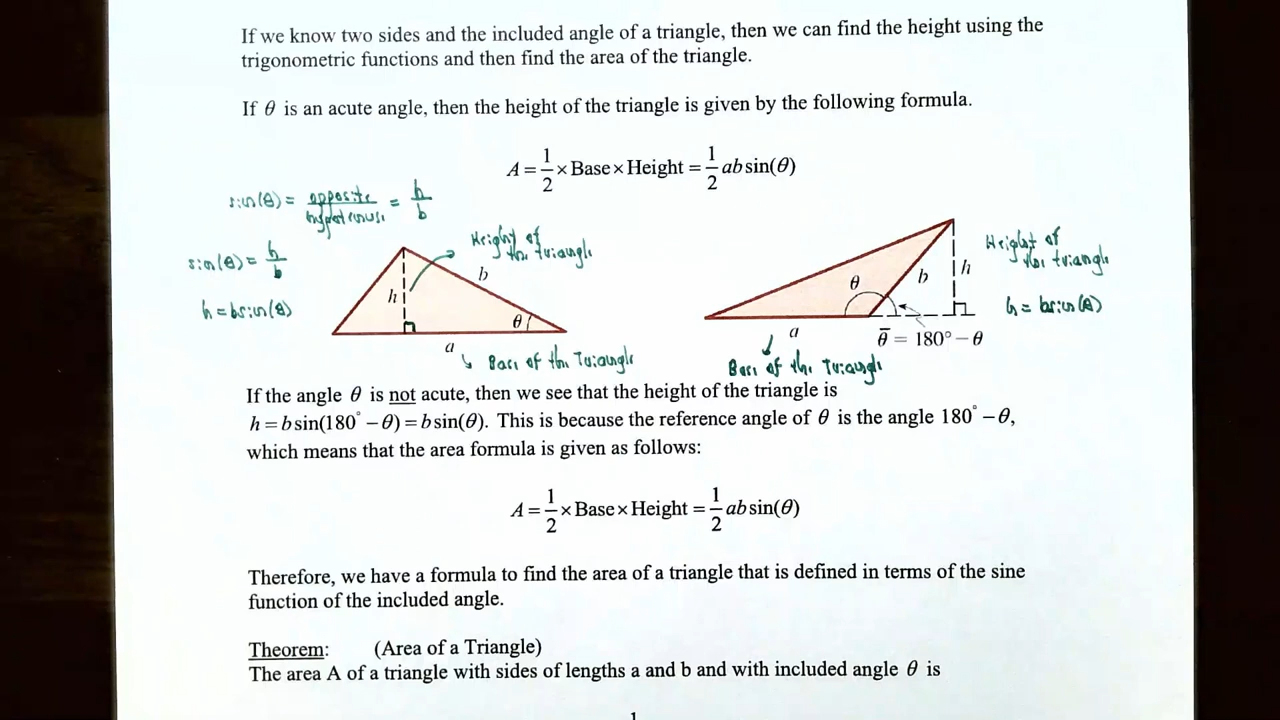 If we know two sides and the included angle of a triangle, then we can find the height using the
trigonometric functions and then find the area of the triangle.
If θ is an acute angle, then the height of the triangle is given by the following formula.
A = 1/2 × Base × Height = 1/2 ab sin(θ)
sin(θ) = opposite/hypotenuse = h/b
sin(θ) = h/b
h = b sin(θ)
Height of
the triangle
b
h
θ
a
Base of the Triangle
θ
b
h
Height of
the triangle
h = b sin(θ)
a
θ̅ = 180° − θ
Base of the Triangle
If the angle θ is not acute, then we see that the height of the triangle is
h = b sin(180° − θ) = b sin(θ). This is because the reference angle of θ is the angle 180° − θ,
which means that the area formula is given as follows:
A = 1/2 × Base × Height = 1/2 ab sin(θ)
Therefore, we have a formula to find the area of a triangle that is defined in terms of the sine
function of the included angle.
Theorem: (Area of a Triangle)
The area A of a triangle with sides of lengths a and b and with included angle θ is